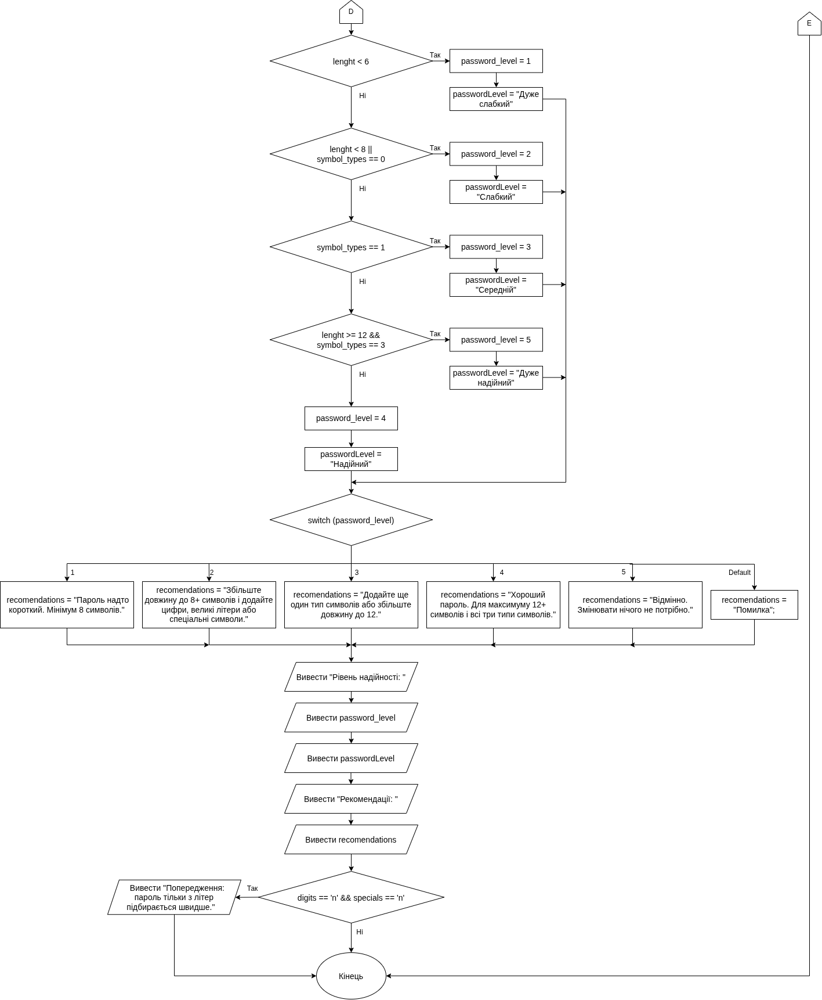 D
E
lenght < 6
Так
password_level = 1
Ні
passwordLevel = "Дуже
слабкий"
lenght < 8 ||
symbol_types == 0
Так
password_level = 2
Ні
passwordLevel =
"Слабкий"
symbol_types == 1
Так
password_level = 3
Ні
passwordLevel =
"Середній"
lenght >= 12 &&
symbol_types == 3
Так
password_level = 5
Ні
passwordLevel = "Дуже
надійний"
password_level = 4
passwordLevel =
"Надійний"
switch (password_level)
1
2
3
4
5
Default
recomendations = "Пароль надто
короткий. Мінімум 8 символів."
recomendations = "Збільште
довжину до 8+ символів і додайте
цифри, великі літери або
спеціальні символи."
recomendations = "Додайте ще
один тип символів або збільште
довжину до 12."
recomendations = "Хороший
пароль. Для максимуму 12+
символів і всі три типи символів."
recomendations = "Відмінно.
Змінювати нічого не потрібно."
recomendations =
"Помилка";
Вивести "Рівень надійності: "
Вивести password_level
Вивести passwordLevel
Вивести "Рекомендації: "
Вивести recomendations
digits == 'n' && specials == 'n'
Так
Вивести "Попередження:
пароль тільки з літер
підбирається швидше."
Ні
Кінець